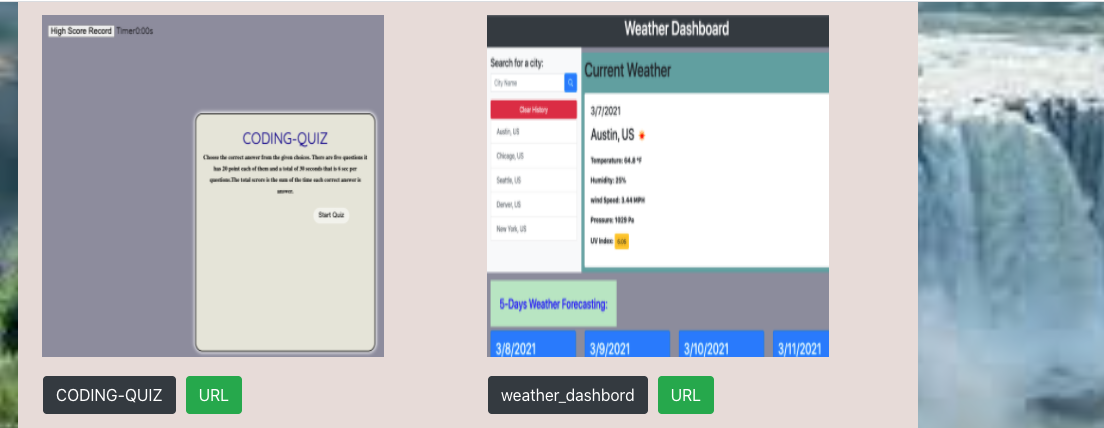 High Score Record Timer0:00s
CODING-QUIZ
Choose the correct answer from the given choices. There are five questions it
has 20 point each of them and a total of 30 seconds that is 6 sec per
questions.The total scrore is the sum of the time each correct answer is
answer.
Start Quiz
CODING-QUIZ URL
Weather Dashboard
Search for a city:
City Name
Clear History
Austin, US
Chicago, US
Seattle, US
Denver, US
New York, US
Current Weather
3/7/2021
Austin, US
Temperature: 64.8 °F
Humidity: 25%
wind Speed: 3.44 MPH
Pressure: 1029 Pa
UV Index:
5-Days Weather Forecasting:
3/8/2021 3/9/2021 3/10/2021 3/11/2021
weather_dashbord URL